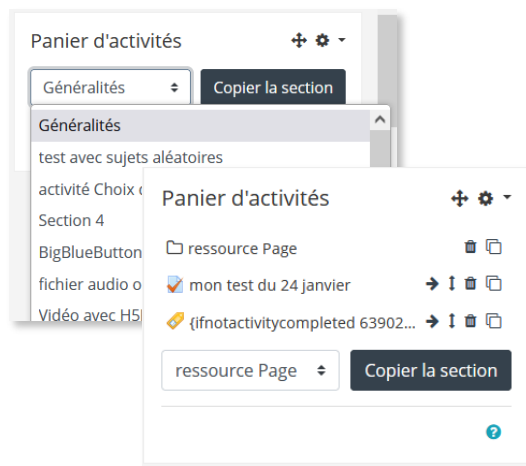 Panier d'activités
Généralités
Copier la section
Généralités
test avec sujets aléatoires
activité Choix
Section 4
BigBlueButton
fichier audio
Vidéo avec
Panier d'activités
ressource Page
mon test du 24 janvier
{ifnotactivitycompleted 63902...
ressource Page
Copier la section
?